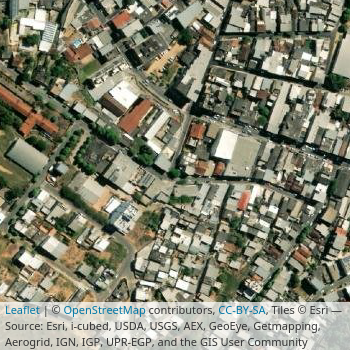 Leaflet | © OpenStreetMap contributors, CC-BY-SA, Tiles © Esri —
Source: Esri, i-cubed, USDA, USGS, AEX, GeoEye, Getmapping,
Aerogrid, IGN, IGP, UPR-EGP, and the GIS User Community